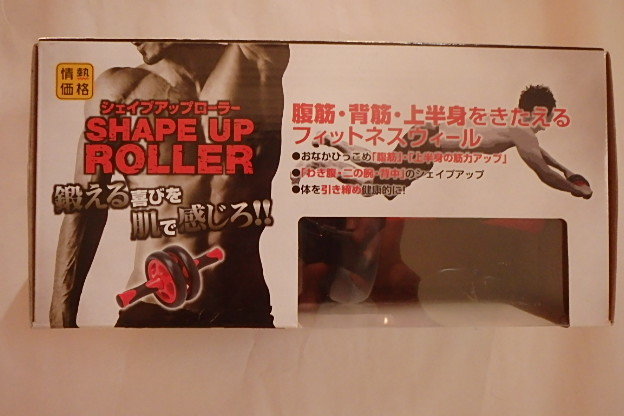 情熱
価格
シェイプアップローラー
SHAPE UP
ROLLER
鍛える喜びを
肌で感じろ!!
腹筋・背筋・上半身をきたえる
フィットネスウィール
●おなかひっこめ「腹筋」・「上半身の筋力アップ」
●「わき腹・二の腕・背中」のシェイプアップ
●体を引き締め健康的に!